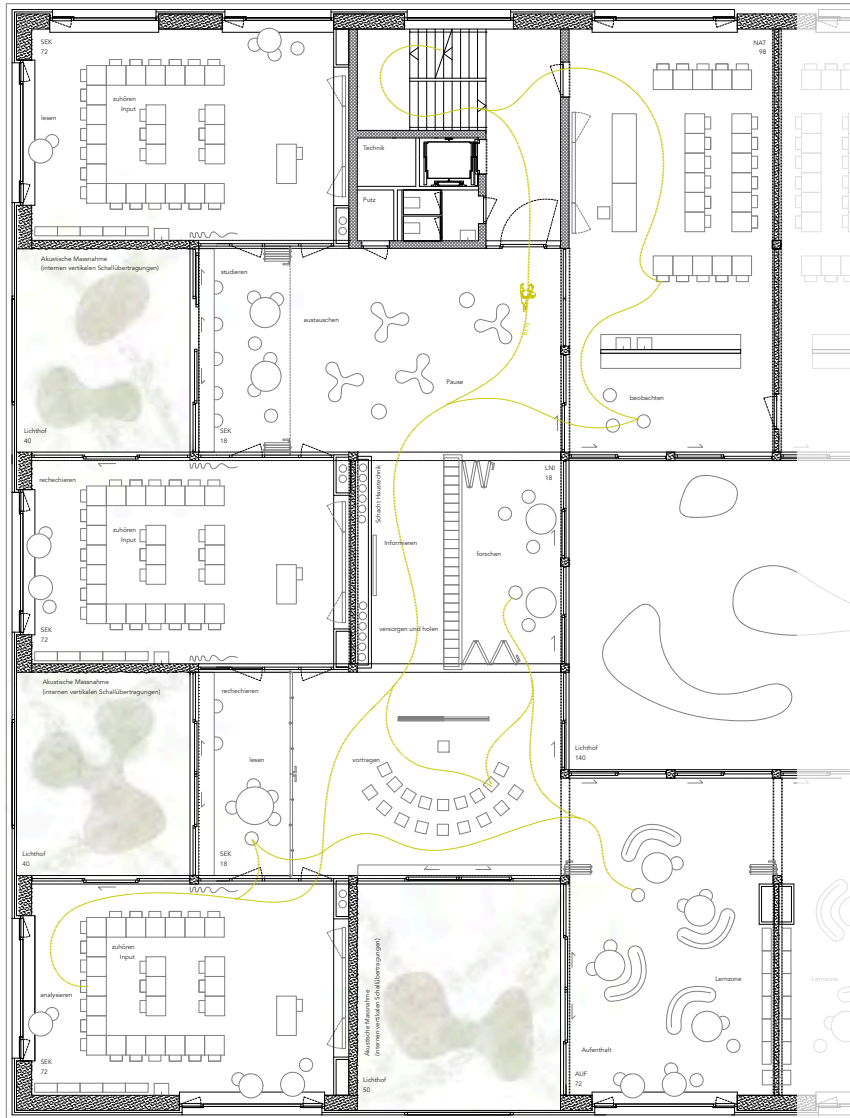 SEK
72
NAT
98
zuhören
Input
lesen
Technik
Putz
Akustische Massnahme
(internen vertikalen Schallübertragungen)
studieren
austauschen
Pause
beobachten
Lichthof
40
SEK
18
rechechieren
zuhören
Input
Schacht Haustechnik
LNI
18
Informieren
forschen
versorgen und holen
SEK
72
Akustische Massnahme
(internen vertikalen Schallübertragungen)
rechechieren
lesen
vortragen
Lichthof
140
Lichthof
40
SEK
18
zuhören
Input
analysieren
Akustische Massnahme
(internen vertikalen Schallübertragungen)
Lernzone
Lernzone
Aufenthalt
SEK
72
Lichthof
50
AUF
72